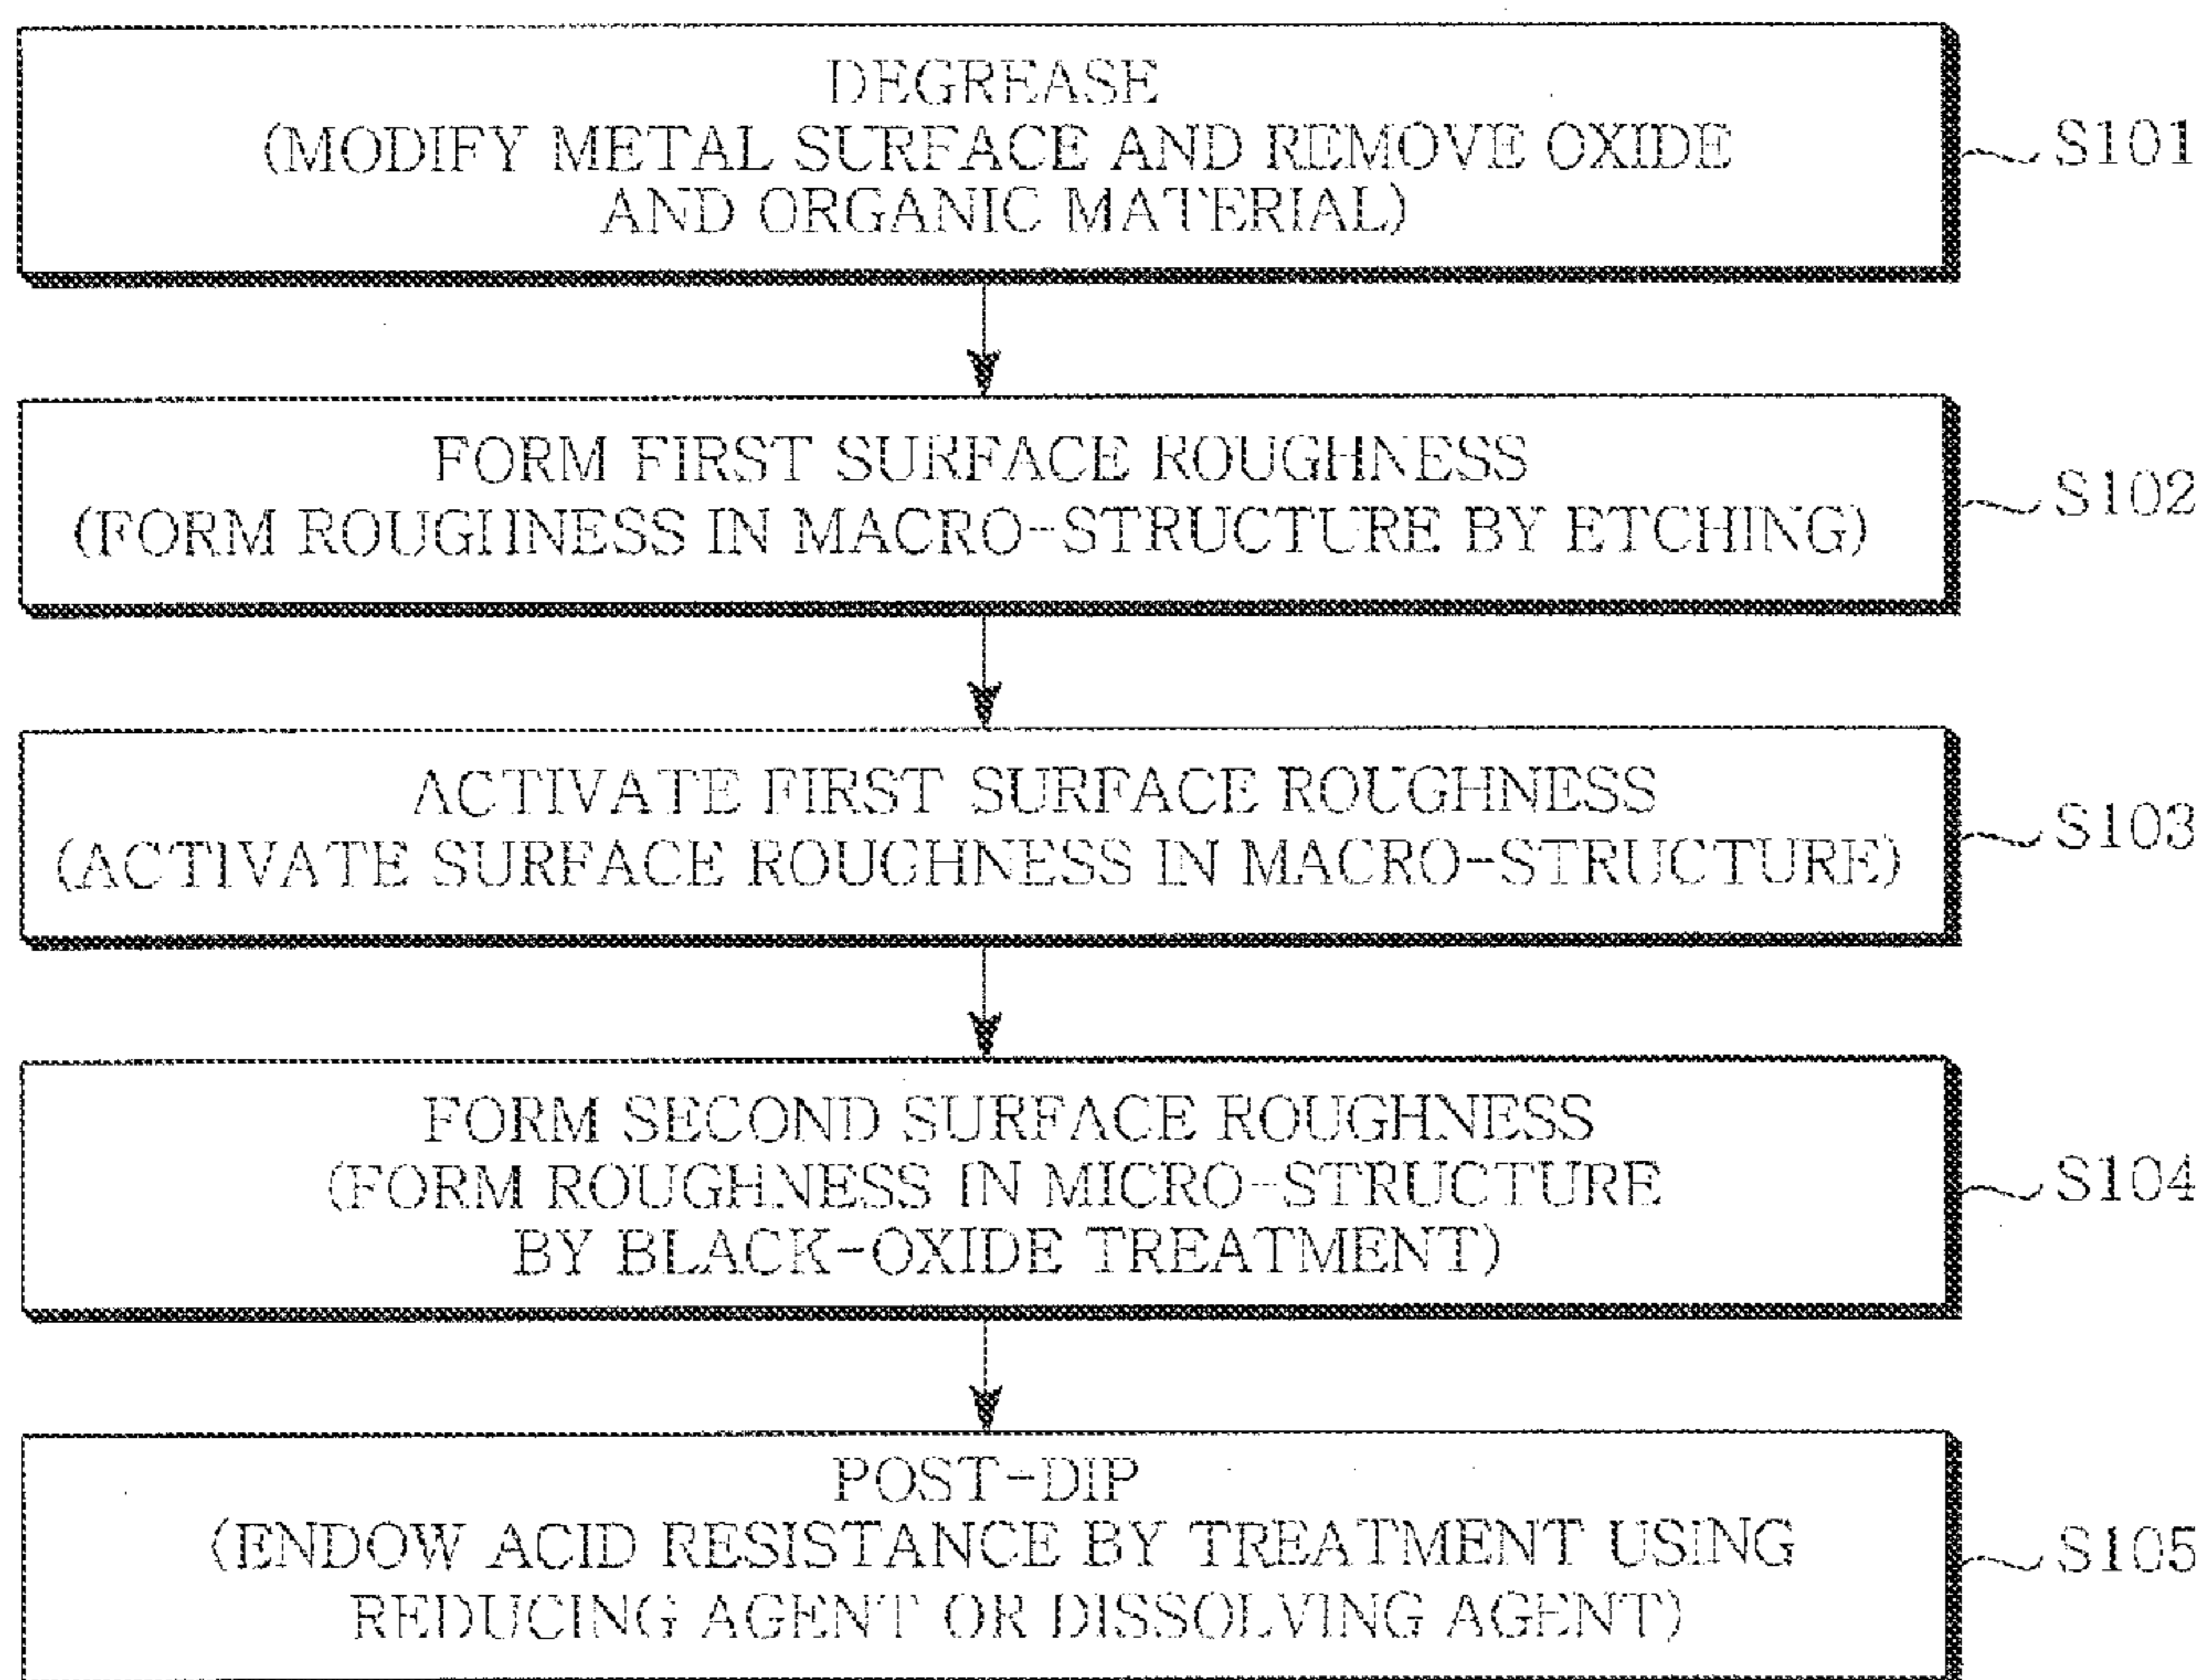 DEGREASE
(MODIFY METAL SURFACE AND REMOVE OXIDE
AND ORGANIC MATERIAL)
S101
FORM FIRST SURFACE ROUGHNESS
(FORM ROUGHNESS IN MACRO-STRUCTURE BY ETCHING)
S102
ACTIVATE FIRST SURFACE ROUGHNESS
(ACTIVATE SURFACE ROUGHNESS IN MACRO-STRUCTURE)
S103
FORM SECOND SURFACE ROUGHNESS
(FORM ROUGHNESS IN MICRO-STRUCTURE
BY BLACK-OXIDE TREATMENT)
S104
POST-DIP
(ENDOW ACID RESISTANCE BY TREATMENT USING
REDUCING AGENT OR DISSOLVING AGENT)
S105